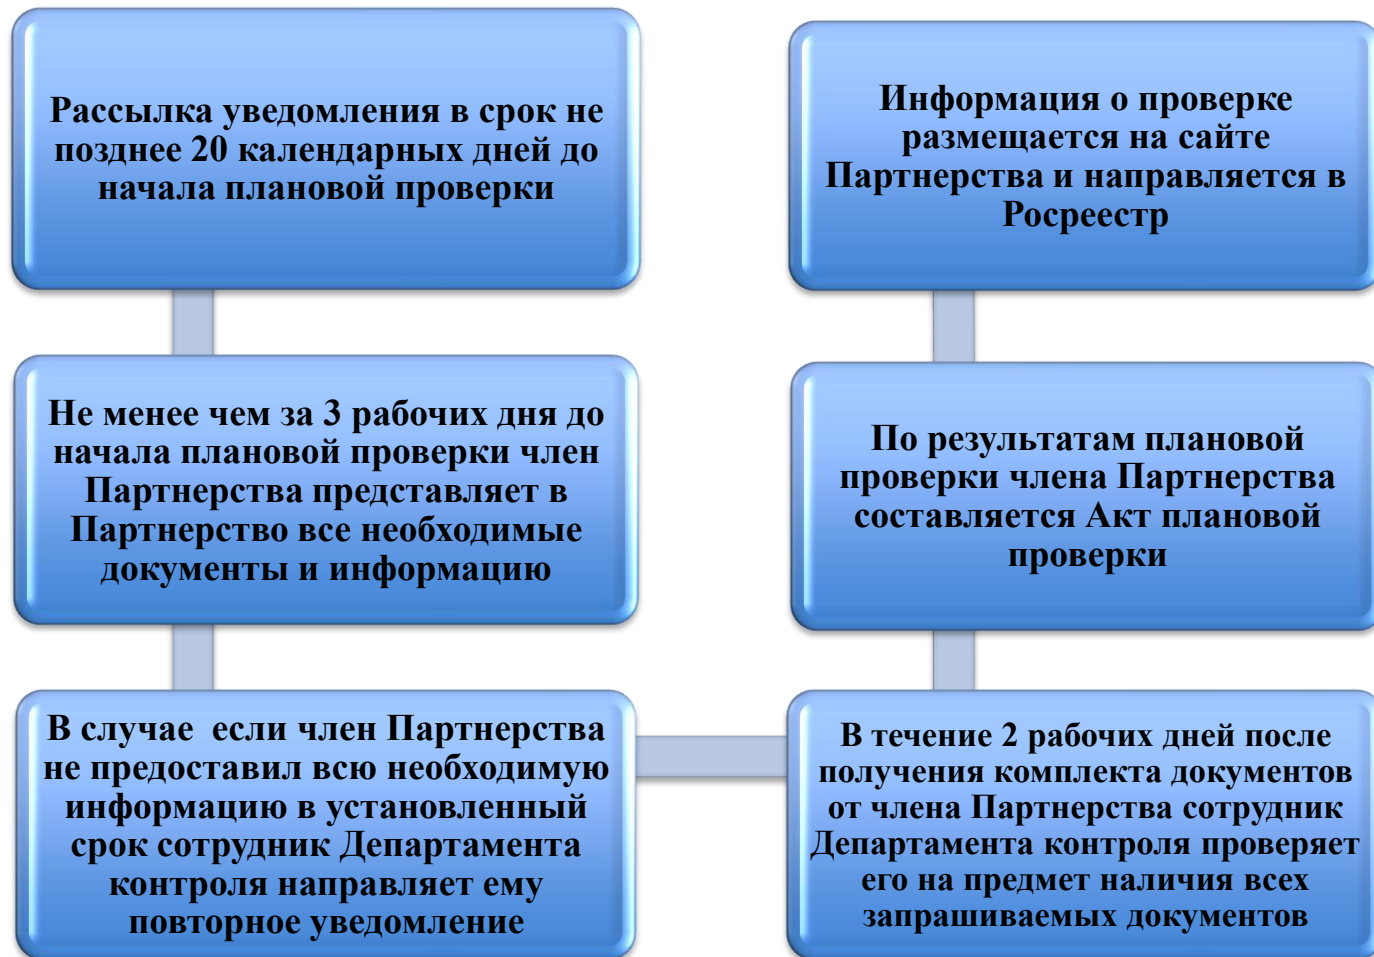 Рассылка уведомления в срок не
позднее 20 календарных дней до
начала плановой проверки
Не менее чем за 3 рабочих дня до
начала плановой проверки член
Партнерства представляет в
Партнерство все необходимые
документы и информацию
В случае  если член Партнерства
не предоставил всю необходимую
информацию в установленный
срок сотрудник Департамента
контроля направляет ему
повторное уведомление
В течение 2 рабочих дней после
получения комплекта документов
от члена Партнерства сотрудник
Департамента контроля проверяет
его на предмет наличия всех
запрашиваемых документов
По результатам плановой
проверки члена Партнерства
составляется Акт плановой
проверки
Информация о проверке
размещается на сайте
Партнерства и направляется в
Росреестр